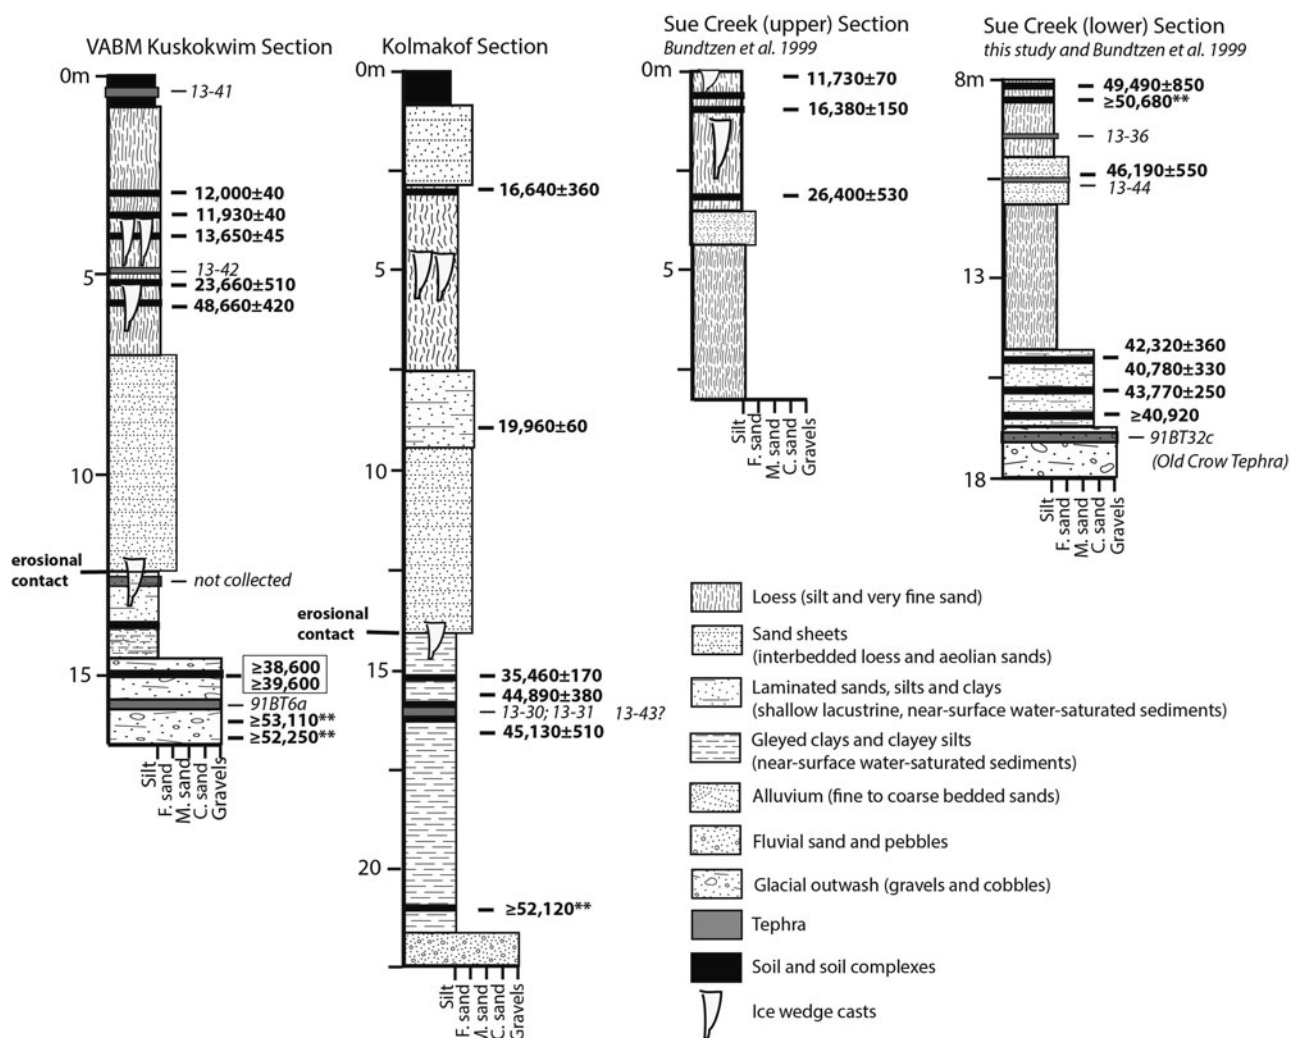 VABM Kuskokwim Section
0m
13-41
12,000±40
11,930±40
13,650±45
13-42
5
23,660±510
48,660±420
10
erosional
contact
not collected
15
≥38,600
≥39,600
91BT6a
≥53,110**
≥52,250**
Silt
F. sand
M. sand
C. sand
Gravels
Kolmakof Section
0m
16,640±360
5
19,960±60
10
erosional
contact
15
35,460±170
44,890±380
13-30; 13-31 13-43?
45,130±510
20
≥52,120**
Silt
F. sand
M. sand
C. sand
Gravels
Sue Creek (upper) Section
Bundtzen et al. 1999
0m
11,730±70
16,380±150
26,400±530
5
Silt
F. sand
M. sand
C. sand
Gravels
Sue Creek (lower) Section
this study and Bundtzen et al. 1999
8m
49,490±850
≥50,680**
13-36
46,190±550
13-44
13
42,320±360
40,780±330
43,770±250
≥40,920
91BT32c
(Old Crow Tephra)
18
Silt
F. sand
M. sand
C. sand
Gravels
Loess (silt and very fine sand)
Sand sheets
(interbedded loess and aeolian sands)
Laminated sands, silts and clays
(shallow lacustrine, near-surface water-saturated sediments)
Gleyed clays and clayey silts
(near-surface water-saturated sediments)
Alluvium (fine to coarse bedded sands)
Fluvial sand and pebbles
Glacial outwash (gravels and cobbles)
Tephra
Soil and soil complexes
Ice wedge casts